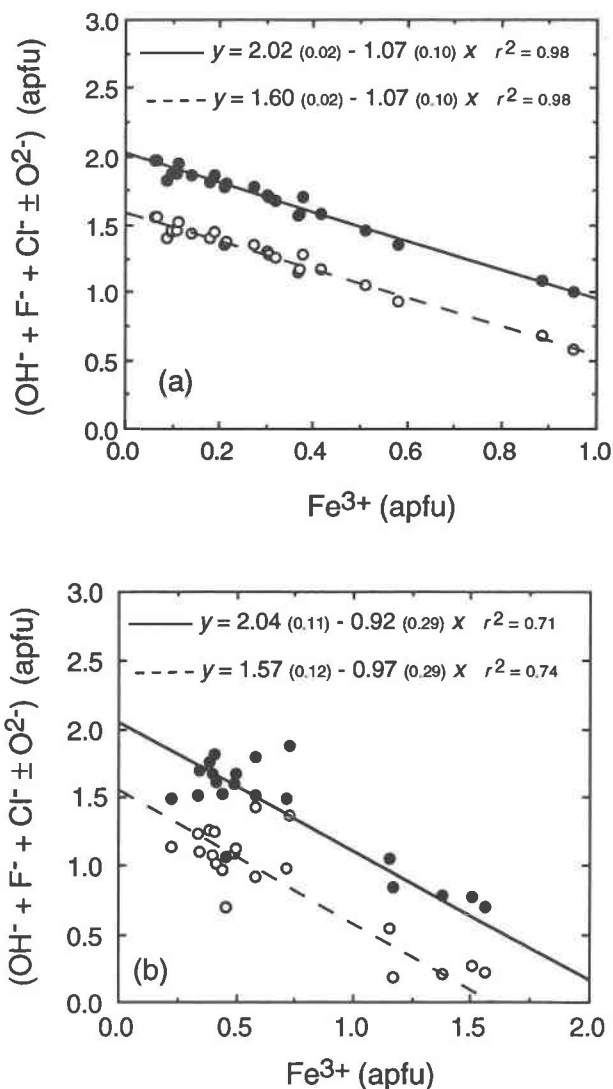 y = 2.02 (0.02) - 1.07 (0.10) x r² = 0.98
y = 1.60 (0.02) - 1.07 (0.10) x r² = 0.98
(OH⁻ + F⁻ + Cl⁻ ± O²⁻) (apfu)
3.0
2.5
2.0
1.5
1.0
0.5
0.0
(a)
0.0 0.2 0.4 0.6 0.8 1.0
Fe³⁺ (apfu)
y = 2.04 (0.11) - 0.92 (0.29) x r² = 0.71
y = 1.57 (0.12) - 0.97 (0.29) x r² = 0.74
(OH⁻ + F⁻ + Cl⁻ ± O²⁻) (apfu)
3.0
2.5
2.0
1.5
1.0
0.5
0.0
(b)
0.0 0.5 1.0 1.5 2.0
Fe³⁺ (apfu)